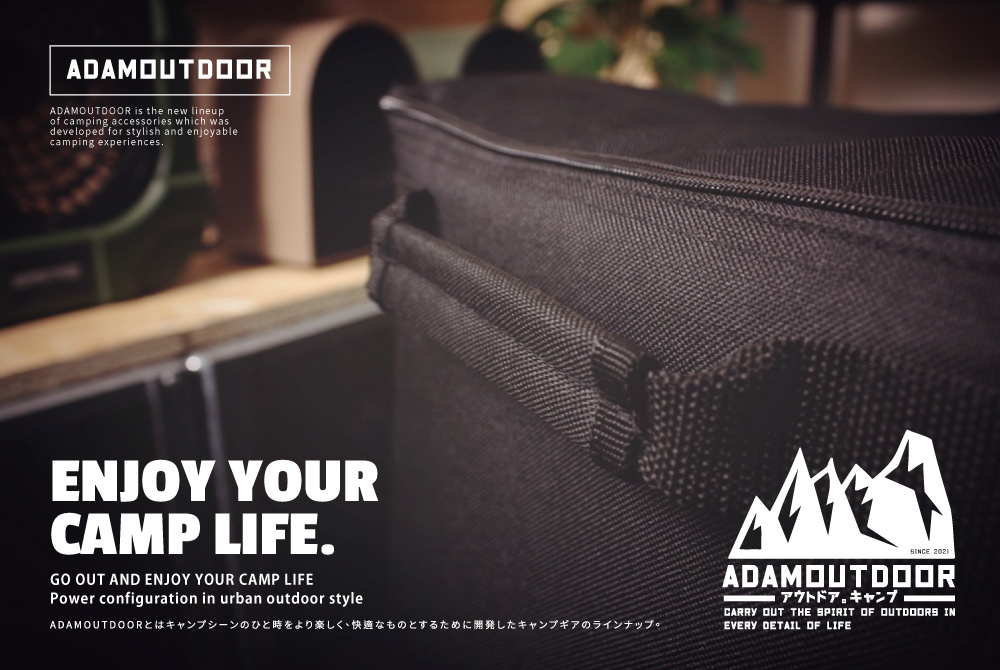 ADAMOUTDOOR
ADAMOUTDOOR is the new lineup
of camping accessories which was
developed for stylish and enjoyable
camping experiences.
ENJOY YOUR
CAMP LIFE.
GO OUT AND ENJOY YOUR CAMP LIFE
Power configuration in urban outdoor style
ADAMOUTDOORとはキャンプシーンのひと時をより楽しく、快適なものとするために開発したキャンプギアのラインナップ。
SINCE 2021
ADAMOUTDOOR
アウトドア。キャンプ
CARRY OUT THE SPIRIT OF OUTDOORS IN
EVERY DETAIL OF LIFE